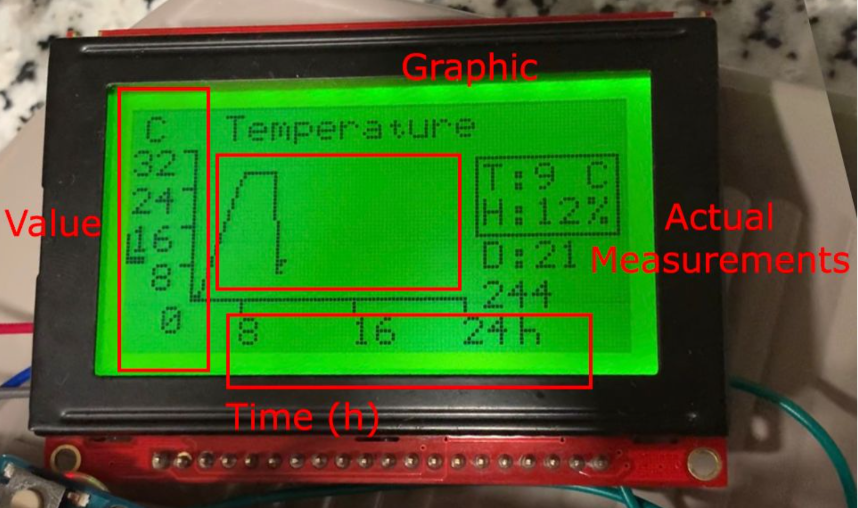 Graphic
C Temperature
32
24
16
8
0
T:9 C
H:12%
D:21
244
8 16 24h
Value
Actual
Measurements
Time (h)